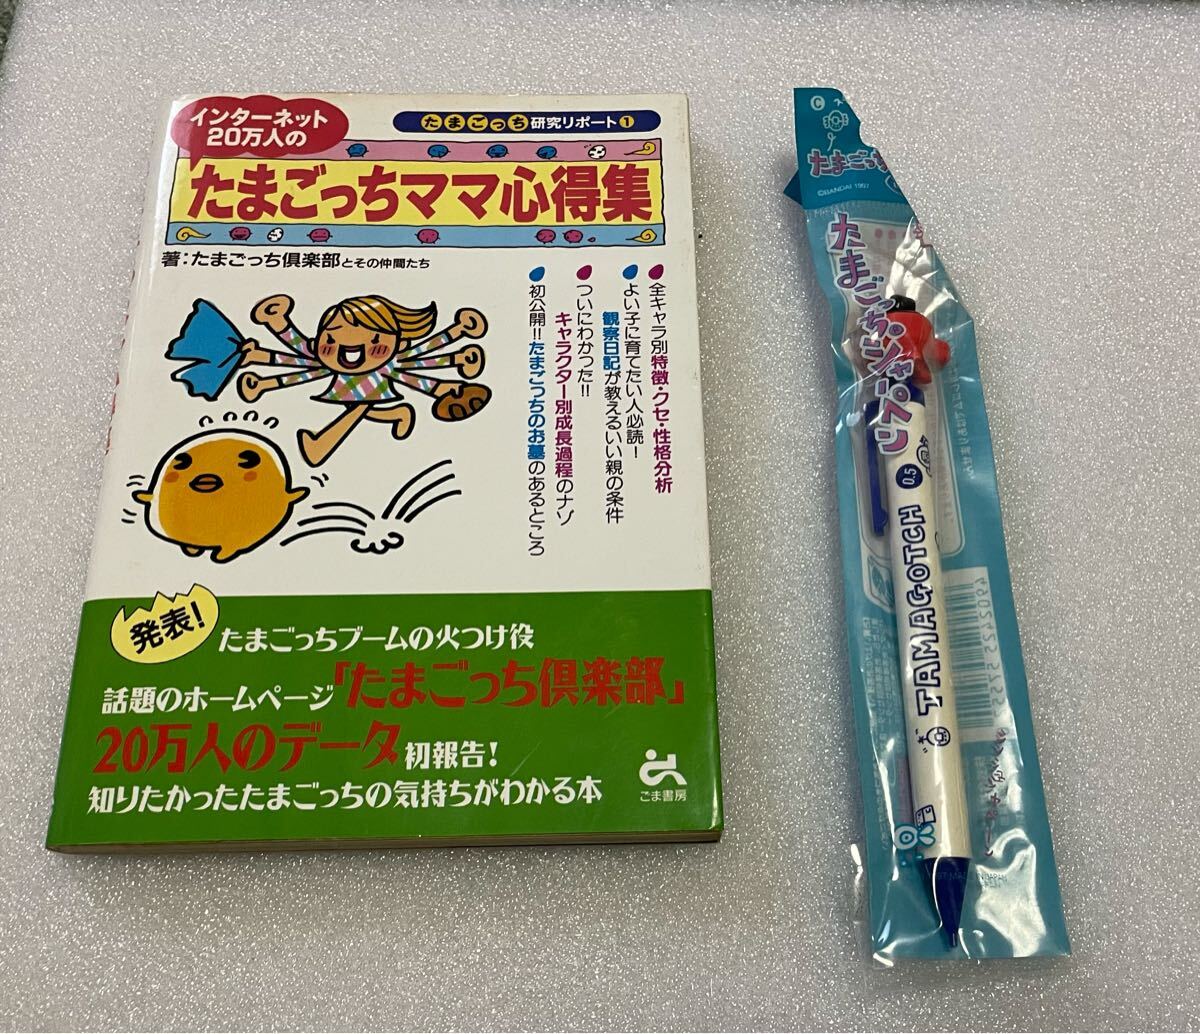 インターネット
20万人の
たまごっち研究リポート1
たまごっちママ心得集
著:たまごっち倶楽部とその仲間たち
全キャラ別特徴・クセ・性格分析
よい子に育てたい人必読!
観察日記が教えるいい親の条件
ついにわかった!!
キャラクター別成長過程のナゾ
初公開!!たまごっちのお墓のあるところ
発表!
たまごっちブームの火つけ役
話題のホームページ「たまごっち倶楽部」
20万人のデータ初報告!
知りたかったたまごっちの気持ちがわかる本
ごま書房
たまごっち
©BANDAI 1997
たまごっちシャープペン
0.5
TAMAGOTCH